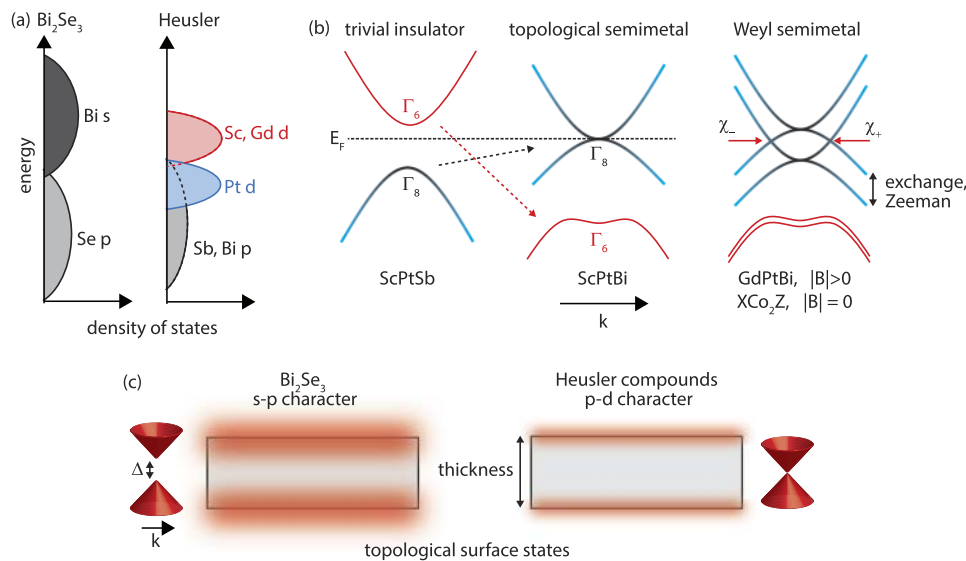 (a)
Bi₂Se₃
Heusler
energy
Bi s
Se p
Sc, Gd d
Pt d
Sb, Bi p
density of states
(b)
trivial insulator
topological semimetal
Weyl semimetal
Γ₆
E_F
Γ₈
Γ₈
Γ₆
χ₋
χ₊
exchange,
Zeeman
ScPtSb
ScPtBi
k
GdPtBi, |B|>0
XCo₂Z, |B| = 0
(c)
Bi₂Se₃
s-p character
Heusler compounds
p-d character
Δ
k
thickness
topological surface states